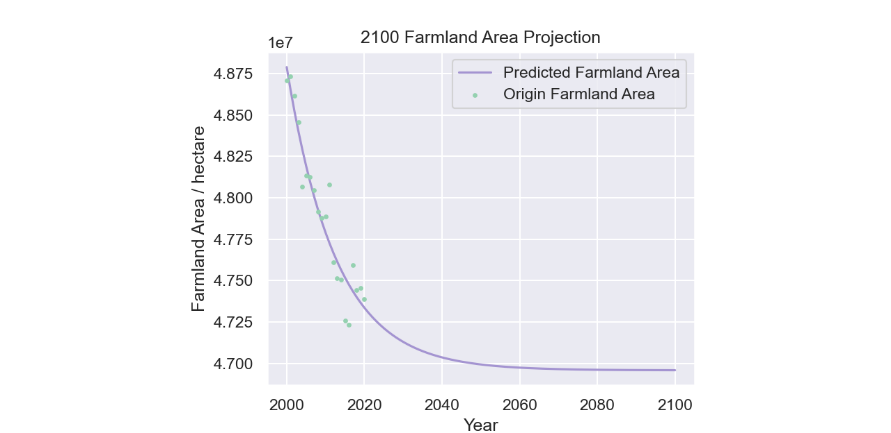 2100 Farmland Area Projection
1e7
Predicted Farmland Area
Origin Farmland Area
4.875
4.850
4.825
4.800
4.775
4.750
4.725
4.700
Farmland Area / hectare
2000 2020 2040 2060 2080 2100
Year